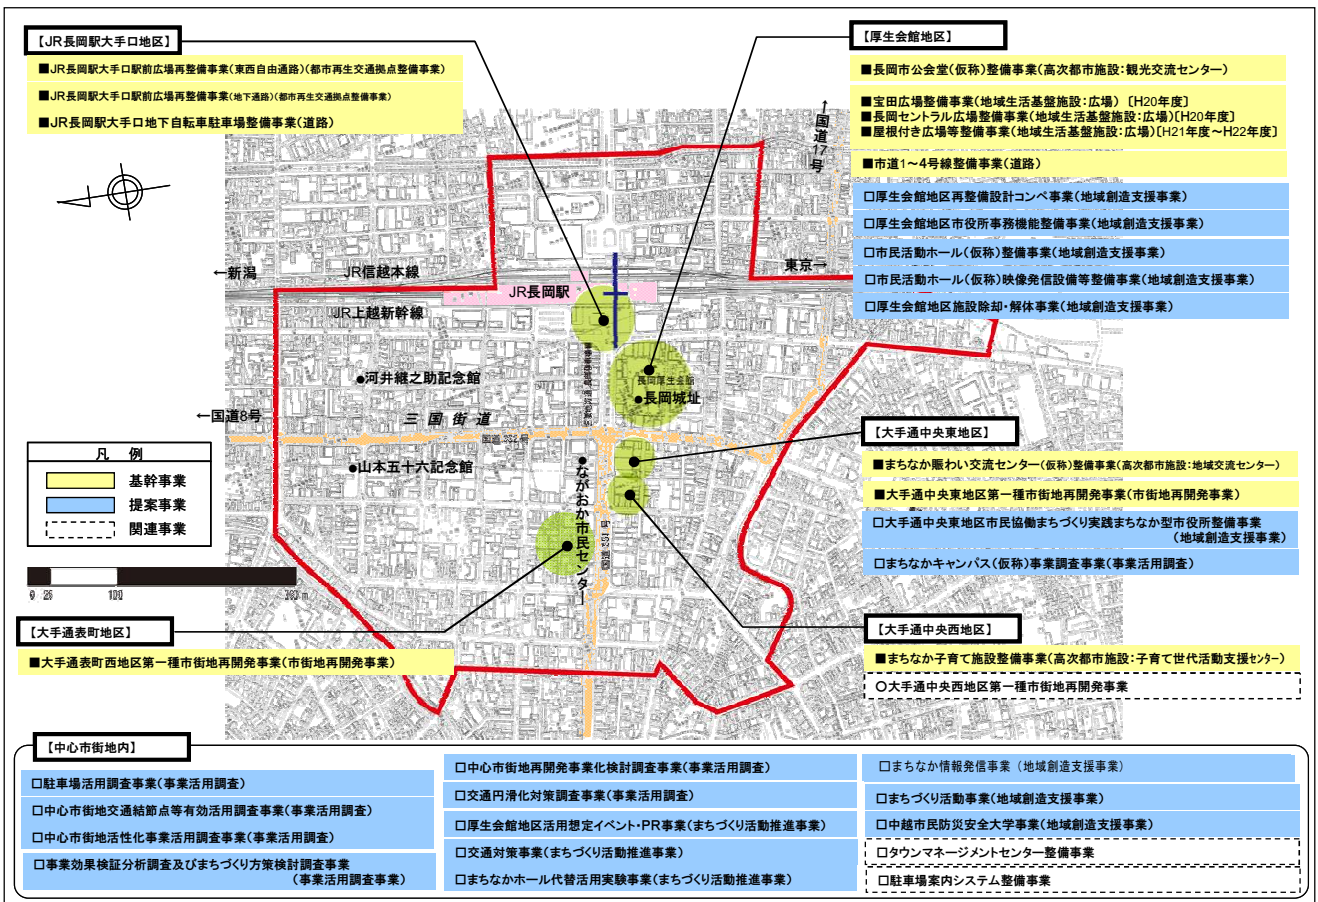 【JR長岡駅大手口地区】
■JR長岡駅大手口駅前広場再整備事業(東西自由通路)(都市再生交通拠点整備事業)
■JR長岡駅大手口駅前広場再整備事業(地下通路)(都市再生交通拠点整備事業)
■JR長岡駅大手口地下自転車駐車場整備事業(道路)
【厚生会館地区】
■長岡市公会堂(仮称)整備事業(高次都市施設：観光交流センター)
■宝田広場整備事業(地域生活基盤施設：広場) 〔H20年度〕
■長岡セントラル広場整備事業(地域生活基盤施設：広場)〔H20年度〕
■屋根付き広場等整備事業(地域生活基盤施設：広場)〔H21年度～H22年度〕
■市道1～4号線整備事業(道路)
□厚生会館地区再整備設計コンペ事業(地域創造支援事業)
□厚生会館地区市役所事務機能整備事業(地域創造支援事業)
□市民活動ホール(仮称)整備事業(地域創造支援事業)
□市民活動ホール(仮称)映像発信設備等整備事業(地域創造支援事業)
□厚生会館地区施設除却・解体事業(地域創造支援事業)
←国道17号
←新潟
JR信越本線
東京→
JR長岡駅
JR上越新幹線
●河井継之助記念館
長岡厚生会館
●長岡城址
←国道8号
三国街道
国道352号
●山本五十六記念館
●ながおか市民センター
国道351号
凡 例
基幹事業
提案事業
関連事業
0 25 100 300 m
【大手通中央東地区】
■まちなか賑わい交流センター(仮称)整備事業(高次都市施設：地域交流センター)
■大手通中央東地区第一種市街地再開発事業(市街地再開発事業)
□大手通中央東地区市民協働まちづくり実践まちなか型市役所整備事業
(地域創造支援事業)
□まちなかキャンパス(仮称)事業調査事業(事業活用調査)
【大手通表町地区】
■大手通表町西地区第一種市街地再開発事業(市街地再開発事業)
【大手通中央西地区】
■まちなか子育て施設整備事業(高次都市施設：子育て世代活動支援センター)
○大手通中央西地区第一種市街地再開発事業
【中心市街地内】
□駐車場活用調査事業(事業活用調査)
□中心市街地交通結節点等有効活用調査事業(事業活用調査)
□中心市街地活性化事業活用調査事業(事業活用調査)
□事業効果検証分析調査及びまちづくり方策検討調査事業
(事業活用調査事業)
□中心市街地再開発事業化検討調査事業(事業活用調査)
□交通円滑化対策調査事業(事業活用調査)
□厚生会館地区活用想定イベント・PR事業(まちづくり活動推進事業)
□交通対策事業(まちづくり活動推進事業)
□まちなかホール代替活用実験事業(まちづくり活動推進事業)
□まちなか情報発信事業（地域創造支援事業）
□まちづくり活動事業(地域創造支援事業)
□中越市民防災安全大学事業(地域創造支援事業)
□タウンマネージメントセンター整備事業
□駐車場案内システム整備事業